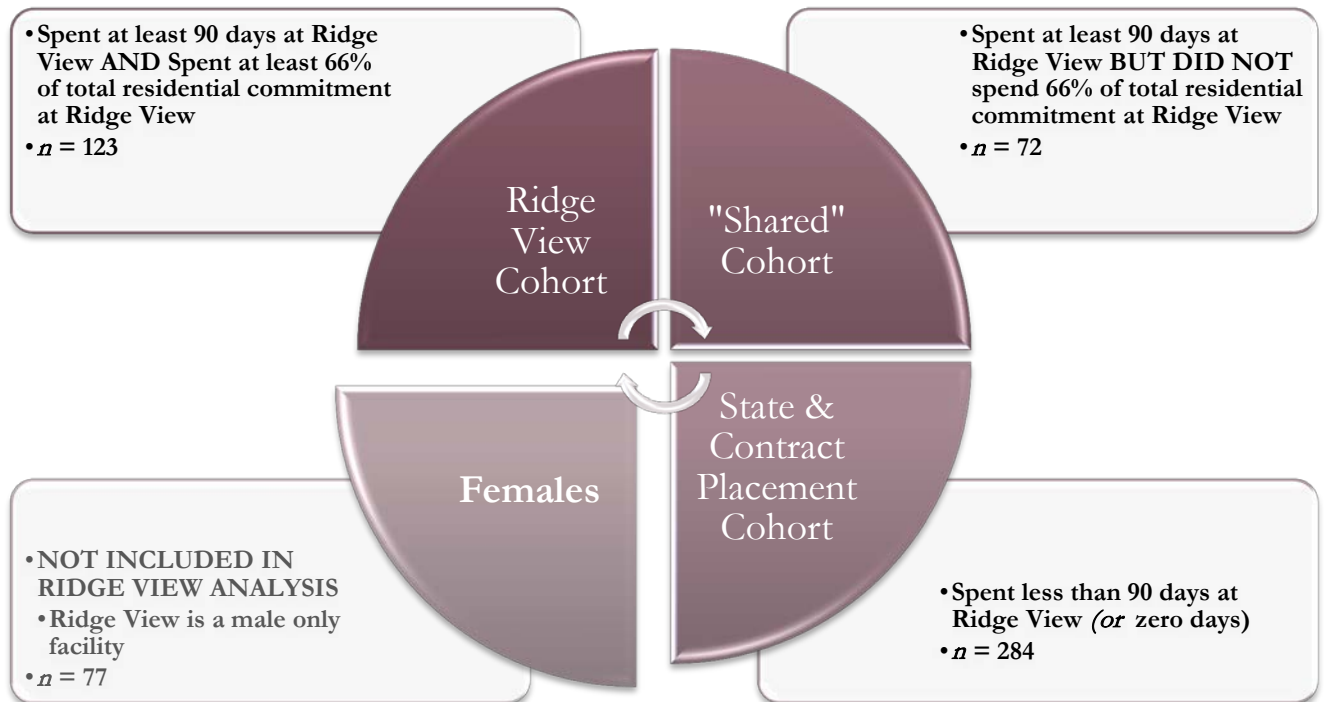 •Spent at least 90 days at Ridge
View AND Spent at least 66%
of total residential commitment
at Ridge View
•n = 123
•Spent at least 90 days at
Ridge View BUT DID NOT
spend 66% of total residential
commitment at Ridge View
•n = 72
Ridge
View
Cohort
"Shared"
Cohort
Females
State &
Contract
Placement
Cohort
•NOT INCLUDED IN
RIDGE VIEW ANALYSIS
•Ridge View is a male only
facility
•n = 77
•Spent less than 90 days at
Ridge View (or zero days)
•n = 284